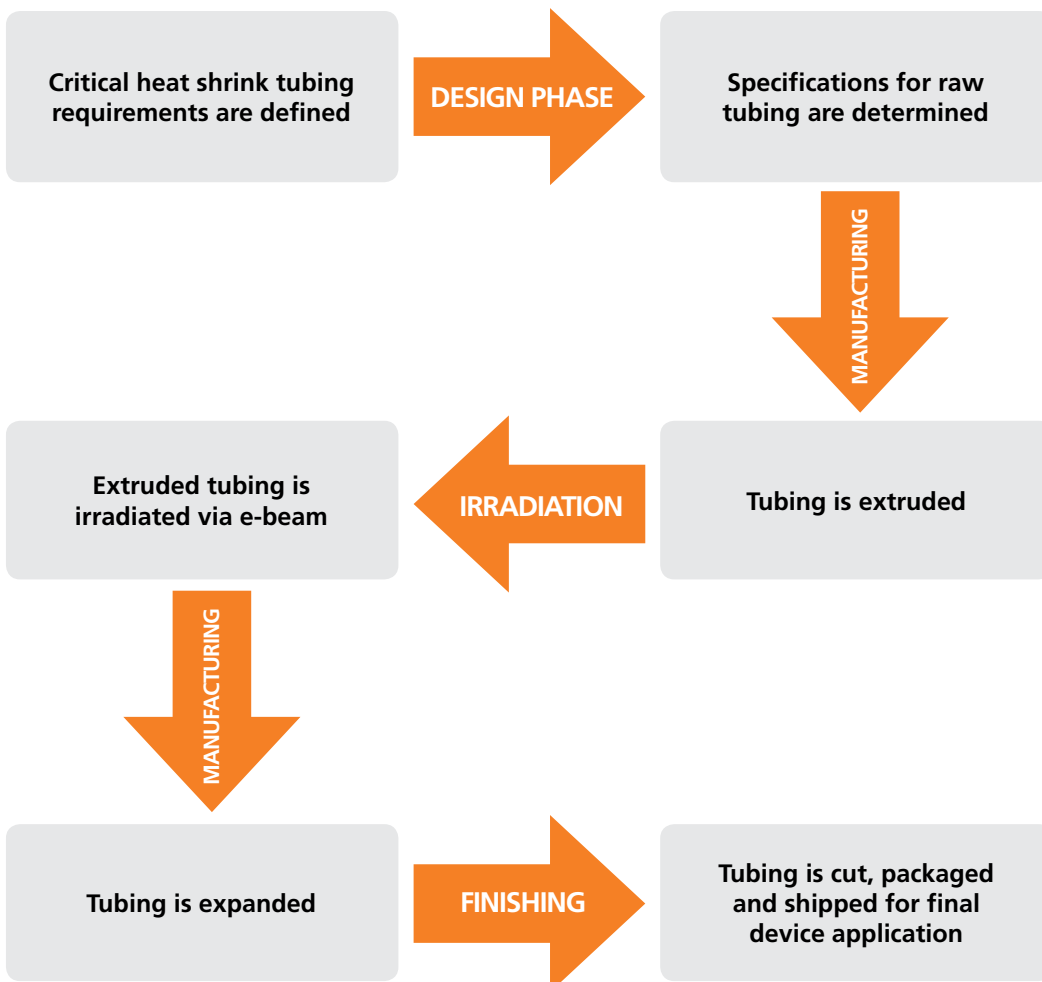 Critical heat shrink tubing
requirements are defined
DESIGN PHASE
Specifications for raw
tubing are determined
MANUFACTURING
Tubing is extruded
IRRADIATION
Extruded tubing is
irradiated via e-beam
MANUFACTURING
Tubing is expanded
FINISHING
Tubing is cut, packaged
and shipped for final
device application